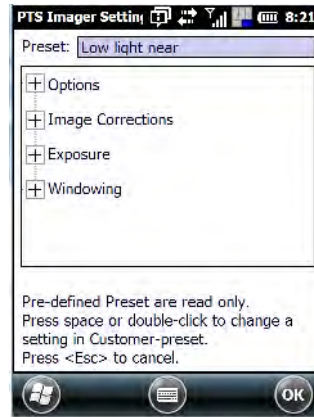 PTS Imager Settin 8:21
Preset: Low light near
Options
Image Corrections
Exposure
Windowing
Pre-defined Preset are read only.
Press space or double-click to change a
setting in Customer-preset.
Press <Esc> to cancel.
OK